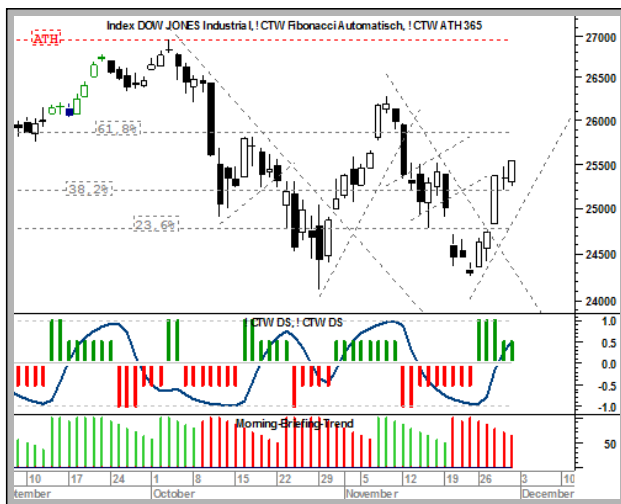 Index DOW JONES Industrial, ! CTW Fibonacci Automatisch, ! CTW ATH 365
ATH
27000
26500
61,8%
26000
25500
38,2%
25000
23,6%
24500
24000
! CTW DS, ! CTW DS
1.0
0.5
0.0
-0.5
-1.0
Morning-Briefing-Trend
50
10 17 24 1 8 15 22 29 5 12 19 26 3 10
tember October November December